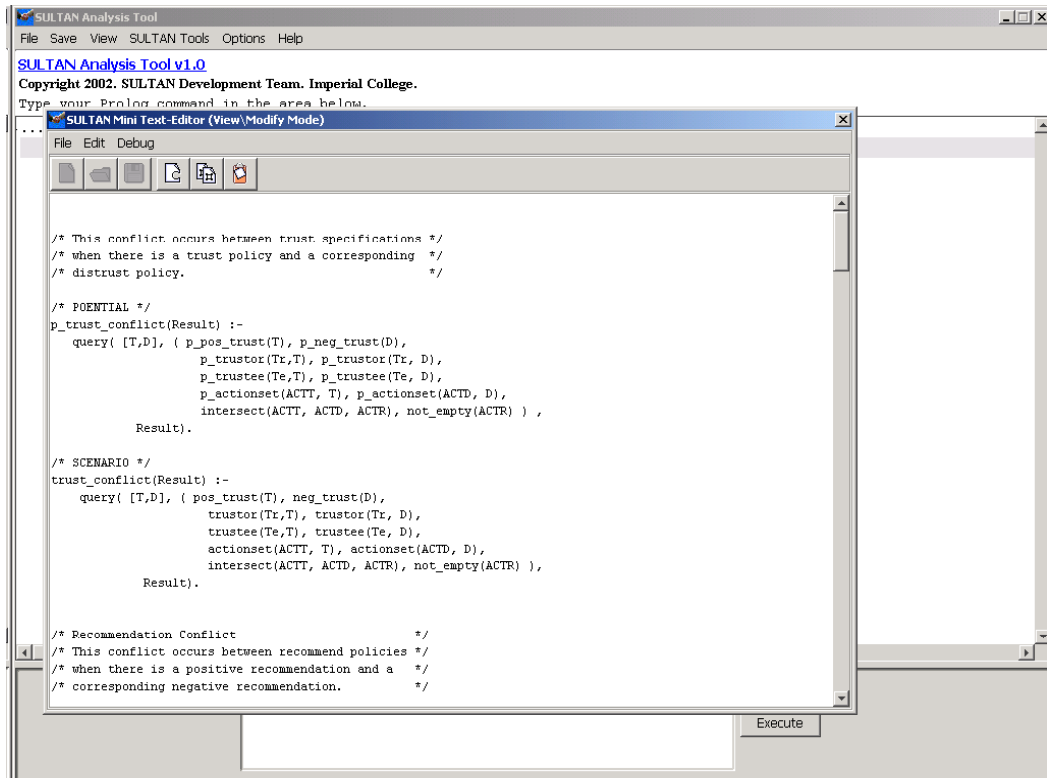 SULTAN Analysis Tool
File Save View SULTAN Tools Options Help
SULTAN Analysis Tool v1.0
Copyright 2002. SULTAN Development Team. Imperial College.
Type your Prolog command in the area below.
...
SULTAN Mini Text-Editor (View\Modify Mode)
File Edit Debug
/* This conflict occurs between trust specifications */
/* when there is a trust policy and a corresponding */
/* distrust policy. */
/* POENTIAL */
p_trust_conflict(Result) :-
query( [T,D], ( p_pos_trust(T), p_neg_trust(D),
p_trustor(Tr,T), p_trustor(Tr, D),
p_trustee(Te,T), p_trustee(Te, D),
p_actionset(ACTT, T), p_actionset(ACTD, D),
intersect(ACTT, ACTD, ACTR), not_empty(ACTR) ) ,
Result).
/* SCENARIO */
trust_conflict(Result) :-
query( [T,D], ( pos_trust(T), neg_trust(D),
trustor(Tr,T), trustor(Tr, D),
trustee(Te,T), trustee(Te, D),
actionset(ACTT, T), actionset(ACTD, D),
intersect(ACTT, ACTD, ACTR), not_empty(ACTR) ),
Result).
/* Recommendation Conflict */
/* This conflict occurs between recommend policies */
/* when there is a positive recommendation and a */
/* corresponding negative recommendation. */
Execute